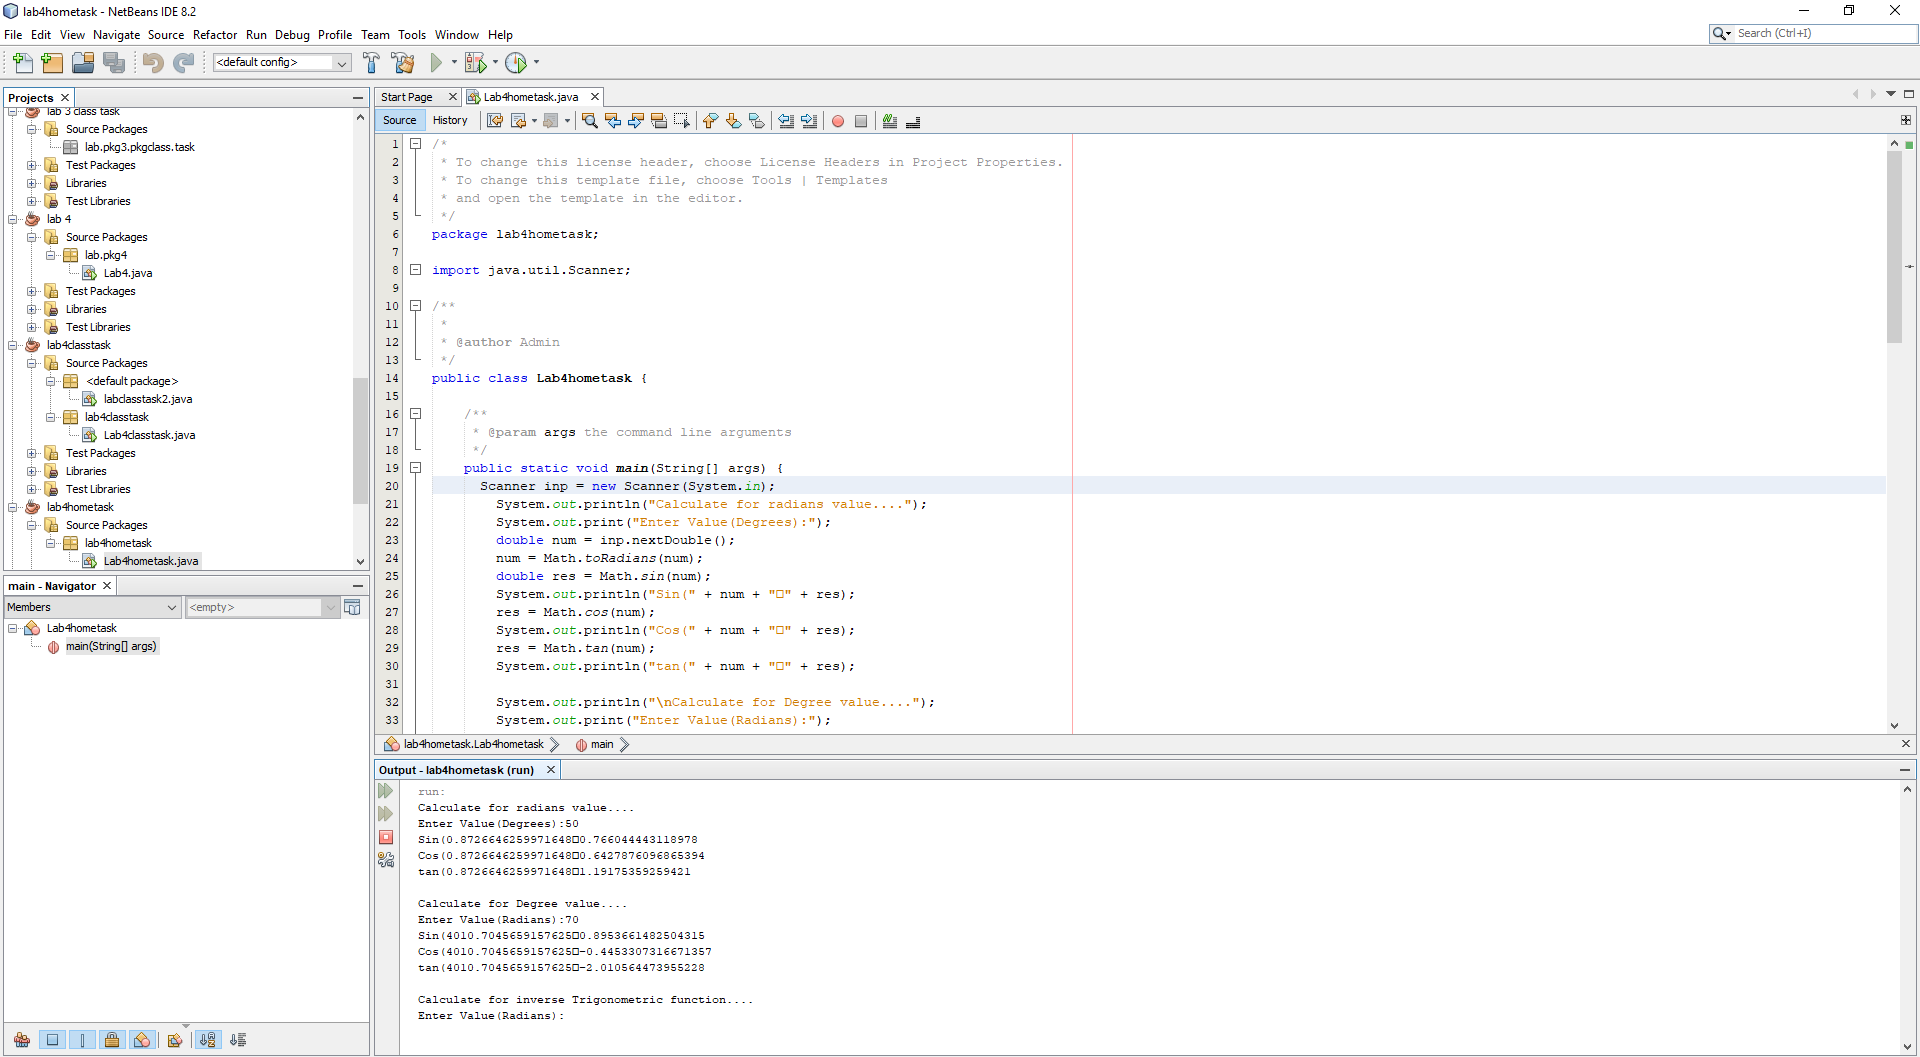 lab4hometask - NetBeans IDE 8.2
File Edit View Navigate Source Refactor Run Debug Profile Team Tools Window Help
Search (Ctrl+I)
<default config>
Projects
lab 3 class task
Source Packages
lab.pkg3.pkgclass.task
Test Packages
Libraries
Test Libraries
lab 4
Source Packages
lab.pkg4
Lab4.java
Test Packages
Libraries
Test Libraries
lab4classtask
Source Packages
<default package>
labclasstask2.java
lab4classtask
Lab4classtask.java
Test Packages
Libraries
Test Libraries
lab4hometask
Source Packages
lab4hometask
Lab4hometask.java
main - Navigator
Members
<empty>
Lab4hometask
main(String[] args)
Start Page
Lab4hometask.java
Source History
1 /*
2 * To change this license header, choose License Headers in Project Properties.
3 * To change this template file, choose Tools | Templates
4 * and open the template in the editor.
5 */
6 package lab4hometask;
7
8 import java.util.Scanner;
9
10 /**
11 *
12 * @author Admin
13 */
14 public class Lab4hometask {
15
16 /**
17 * @param args the command line arguments
18 */
19 public static void main(String[] args) {
20 Scanner inp = new Scanner(System.in);
21 System.out.println("Calculate for radians value....");
22 System.out.print("Enter Value(Degrees):");
23 double num = inp.nextDouble();
24 num = Math.toRadians(num);
25 double res = Math.sin(num);
26 System.out.println("Sin(" + num + "□" + res);
27 res = Math.cos(num);
28 System.out.println("Cos(" + num + "□" + res);
29 res = Math.tan(num);
30 System.out.println("tan(" + num + "□" + res);
31
32 System.out.println("\nCalculate for Degree value....");
33 System.out.print("Enter Value(Radians):");
lab4hometask.Lab4hometask main
Output - lab4hometask (run)
run:
Calculate for radians value....
Enter Value(Degrees):50
Sin(0.8726646259971648□0.766044443118978
Cos(0.8726646259971648□0.6427876096865394
tan(0.8726646259971648□1.19175359259421
Calculate for Degree value....
Enter Value(Radians):70
Sin(4010.7045659157625□0.8953661482504315
Cos(4010.7045659157625□-0.4453307316671357
tan(4010.7045659157625□-2.010564473955228
Calculate for inverse Trigonometric function....
Enter Value(Radians):